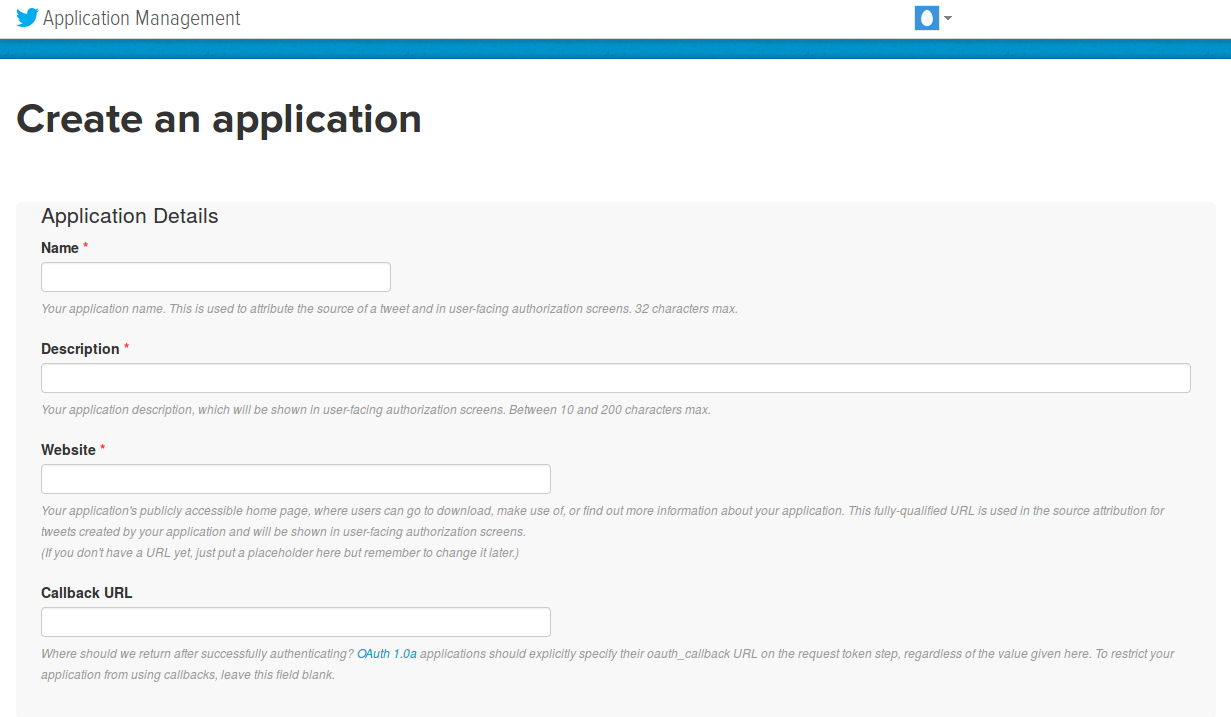 Application Management
Create an application
Application Details
Name *
Your application name. This is used to attribute the source of a tweet and in user-facing authorization screens. 32 characters max.
Description *
Your application description, which will be shown in user-facing authorization screens. Between 10 and 200 characters max.
Website *
Your application's publicly accessible home page, where users can go to download, make use of, or find out more information about your application. This fully-qualified URL is used in the source attribution for
tweets created by your application and will be shown in user-facing authorization screens.
(If you don't have a URL yet, just put a placeholder here but remember to change it later.)
Callback URL
Where should we return after successfully authenticating? OAuth 1.0a applications should explicitly specify their oauth_callback URL on the request token step, regardless of the value given here. To restrict your
application from using callbacks, leave this field blank.